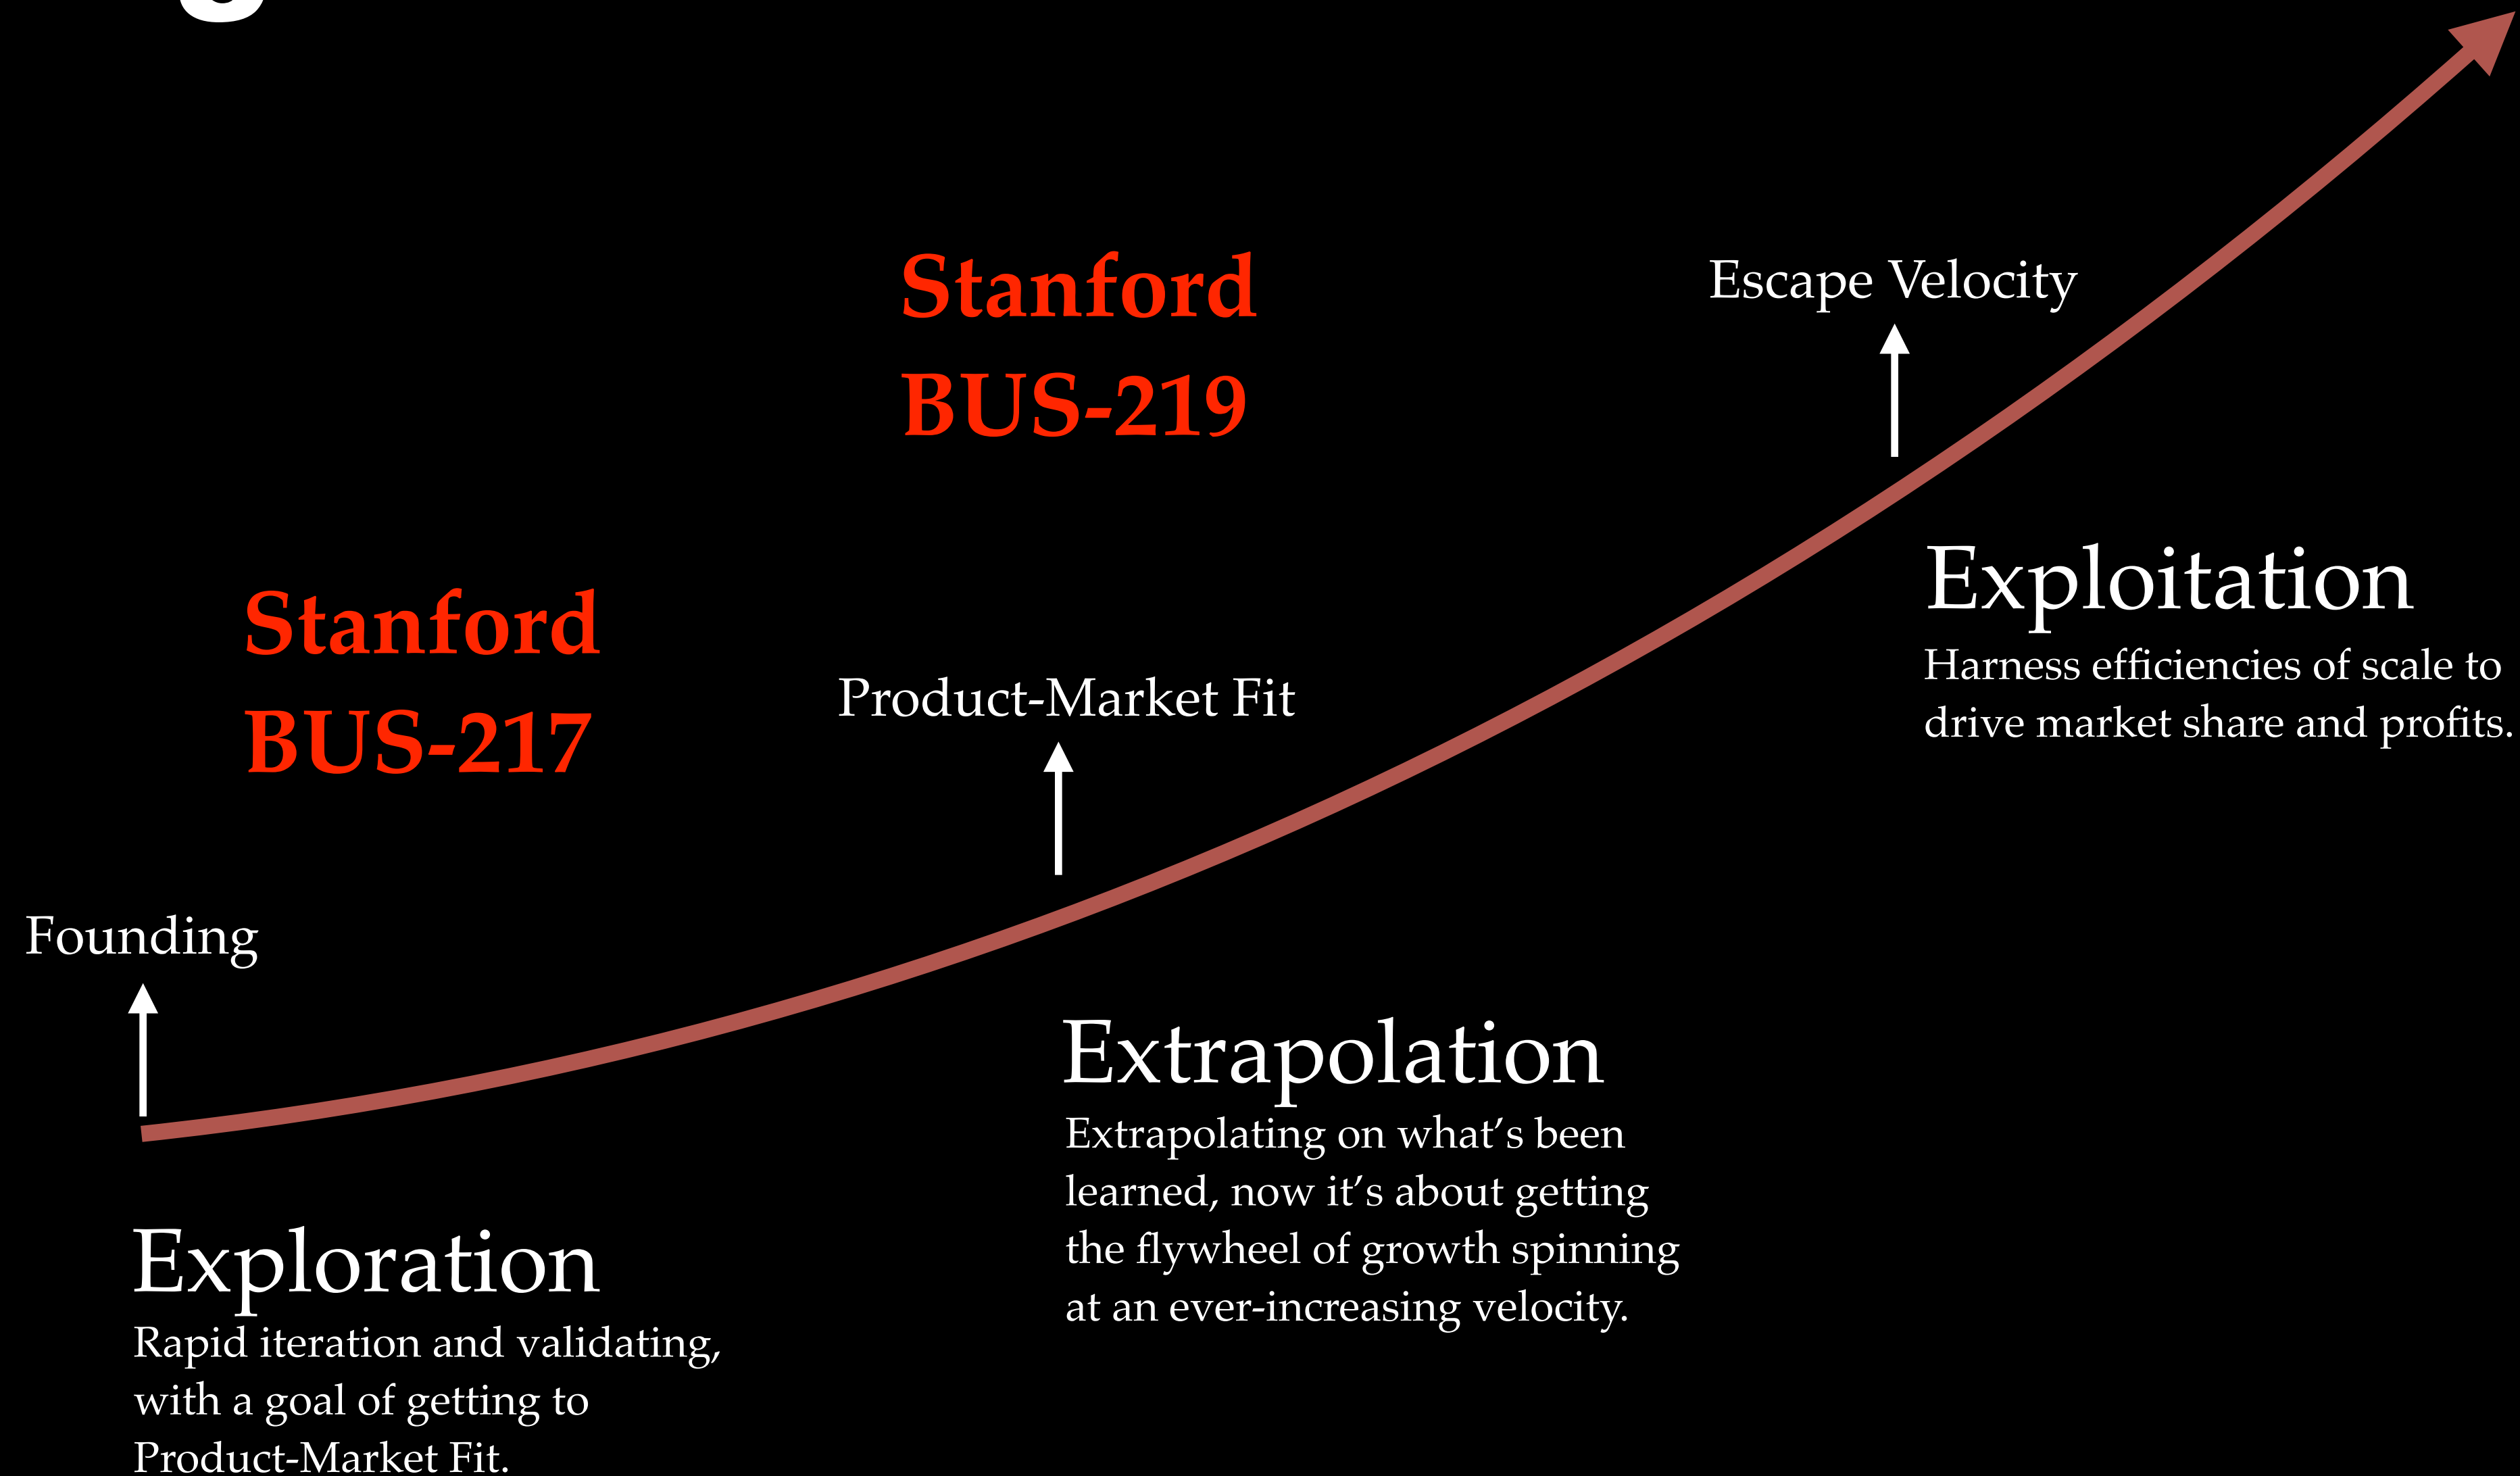 Stanford
BUS-219
Escape Velocity
Exploitation
Harness efficiencies of scale to
drive market share and profits.
Stanford
BUS-217
Product-Market Fit
Founding
Extrapolation
Extrapolating on what’s been
learned, now it’s about getting
the flywheel of growth spinning
at an ever-increasing velocity.
Exploration
Rapid iteration and validating,
with a goal of getting to
Product-Market Fit.